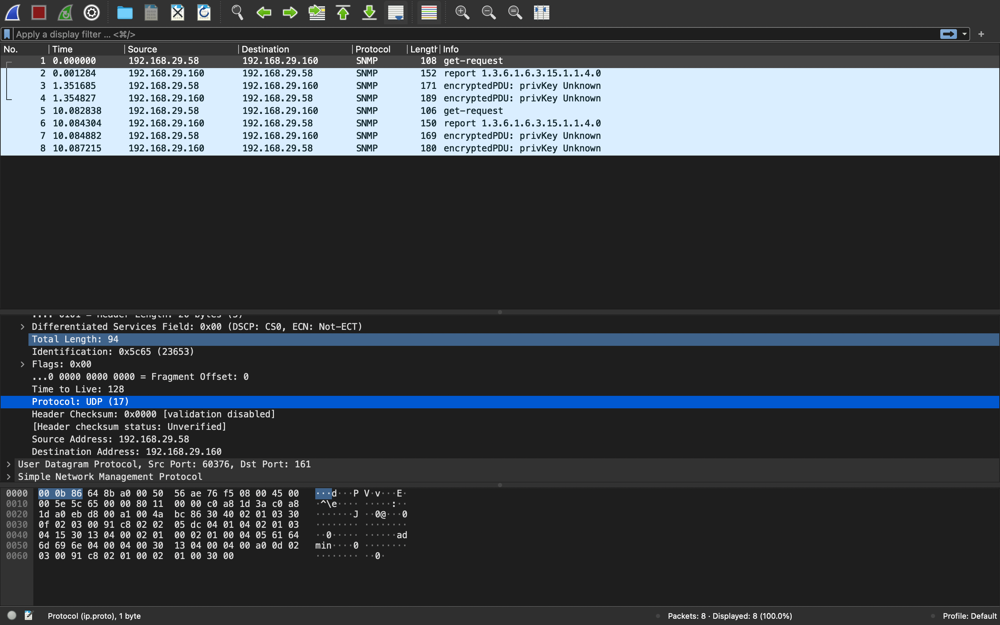 Apply a display filter ... <⌘/>
No. Time Source Destination Protocol Length Info
1 0.000000 192.168.29.58 192.168.29.160 SNMP 108 get-request
2 0.001284 192.168.29.160 192.168.29.58 SNMP 152 report 1.3.6.1.6.3.15.1.1.4.0
3 1.351685 192.168.29.58 192.168.29.160 SNMP 171 encryptedPDU: privKey Unknown
4 1.354827 192.168.29.160 192.168.29.58 SNMP 189 encryptedPDU: privKey Unknown
5 10.082838 192.168.29.58 192.168.29.160 SNMP 106 get-request
6 10.084304 192.168.29.160 192.168.29.58 SNMP 150 report 1.3.6.1.6.3.15.1.1.4.0
7 10.084882 192.168.29.58 192.168.29.160 SNMP 169 encryptedPDU: privKey Unknown
8 10.087215 192.168.29.160 192.168.29.58 SNMP 180 encryptedPDU: privKey Unknown
.... 0101 = Header Length: 20 bytes (5)
Differentiated Services Field: 0x00 (DSCP: CS0, ECN: Not-ECT)
Total Length: 94
Identification: 0x5c65 (23653)
Flags: 0x00
...0 0000 0000 0000 = Fragment Offset: 0
Time to Live: 128
Protocol: UDP (17)
Header Checksum: 0x0000 [validation disabled]
[Header checksum status: Unverified]
Source Address: 192.168.29.58
Destination Address: 192.168.29.160
User Datagram Protocol, Src Port: 60376, Dst Port: 161
Simple Network Management Protocol
0000 00 0b 86 64 8b a0 00 50 56 ae 76 f5 08 00 45 00 ···d···P V·v···E·
0010 00 5e 5c 65 00 00 80 11 00 00 c0 a8 1d 3a c0 a8 ·^\e···· ·····:··
0020 1d a0 eb d8 00 a1 00 4a bc 86 30 40 02 01 03 30 ·······J ··0@···0
0030 0f 02 03 00 91 c8 02 02 05 dc 04 01 04 02 01 03 ········ ········
0040 04 15 30 13 04 00 02 01 00 02 01 00 04 05 61 64 ··0····· ······ad
0050 6d 69 6e 04 00 04 00 30 13 04 00 04 00 a0 0d 02 min····0 ········
0060 03 00 91 c8 02 01 00 02 01 00 30 00 ········ ··0·
Protocol (ip.proto), 1 byte Packets: 8 · Displayed: 8 (100.0%) Profile: Default